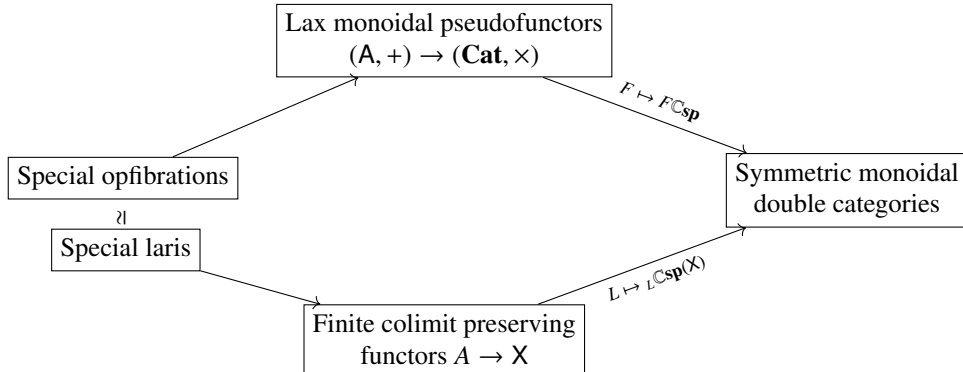 Lax monoidal pseudofunctors
(A, +) → (Cat, ×)
F ↦ Fℂsp
Special opfibrations
≃
Special laris
Symmetric monoidal
double categories
L ↦ Lℂsp(X)
Finite colimit preserving
functors A → X